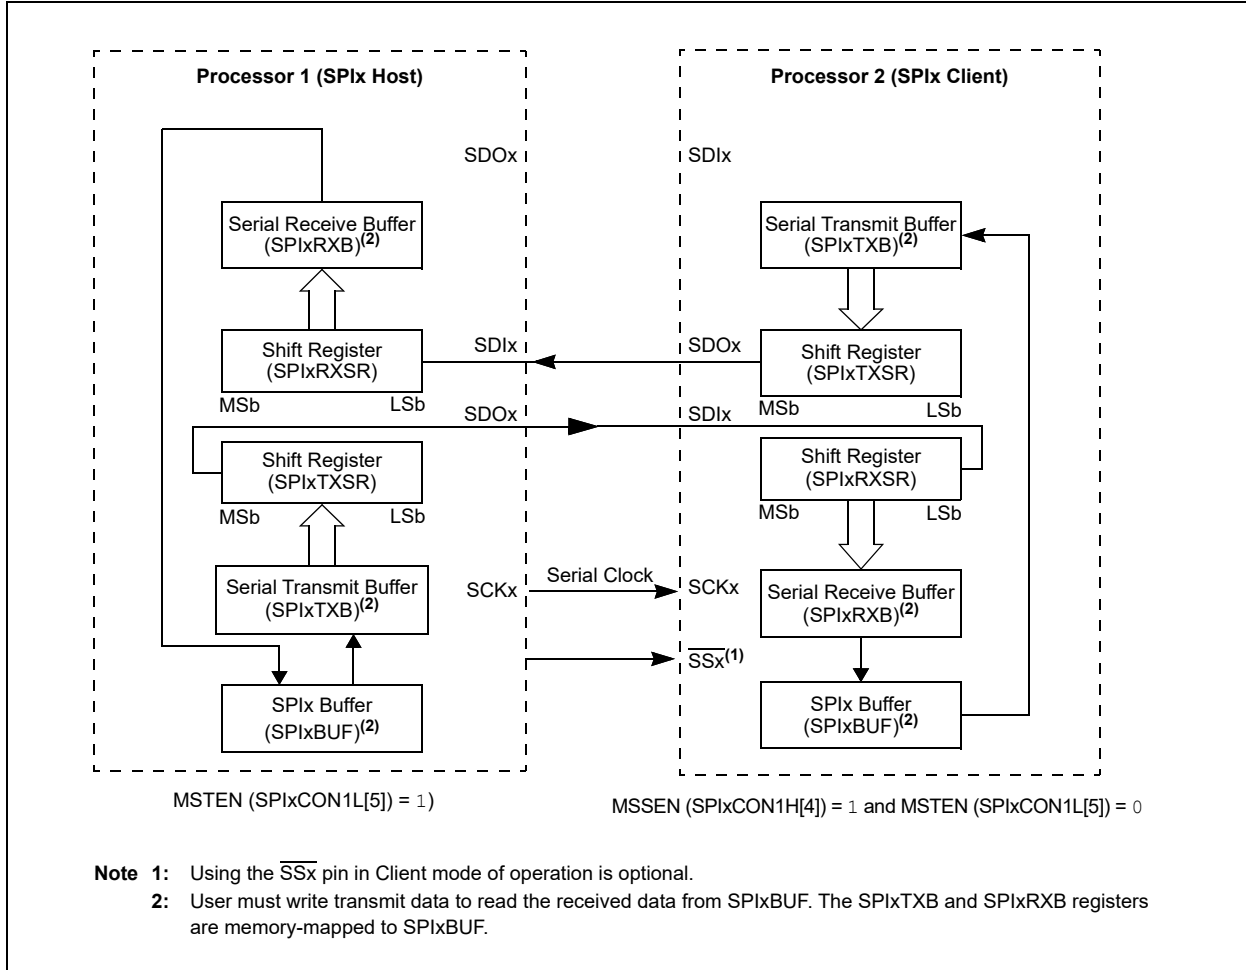 Processor 1 (SPIx Host)
Processor 2 (SPIx Client)
SDOx
SDIx
Serial Receive Buffer
(SPIxRXB)(2)
Serial Transmit Buffer
(SPIxTXB)(2)
Shift Register
(SPIxRXSR)
SDIx
SDOx
Shift Register
(SPIxTXSR)
MSb
LSb
MSb
LSb
SDOx
SDIx
Shift Register
(SPIxTXSR)
Shift Register
(SPIxRXSR)
MSb
LSb
MSb
LSb
Serial Transmit Buffer
(SPIxTXB)(2)
SCKx
Serial Clock
SCKx
Serial Receive Buffer
(SPIxRXB)(2)
SSx(1)
SPIx Buffer
(SPIxBUF)(2)
SPIx Buffer
(SPIxBUF)(2)
MSTEN (SPIxCON1L[5]) = 1)
MSSEN (SPIxCON1H[4]) = 1 and MSTEN (SPIxCON1L[5]) = 0
Note 1: Using the SSx pin in Client mode of operation is optional.
2: User must write transmit data to read the received data from SPIxBUF. The SPIxTXB and SPIxRXB registers
are memory-mapped to SPIxBUF.